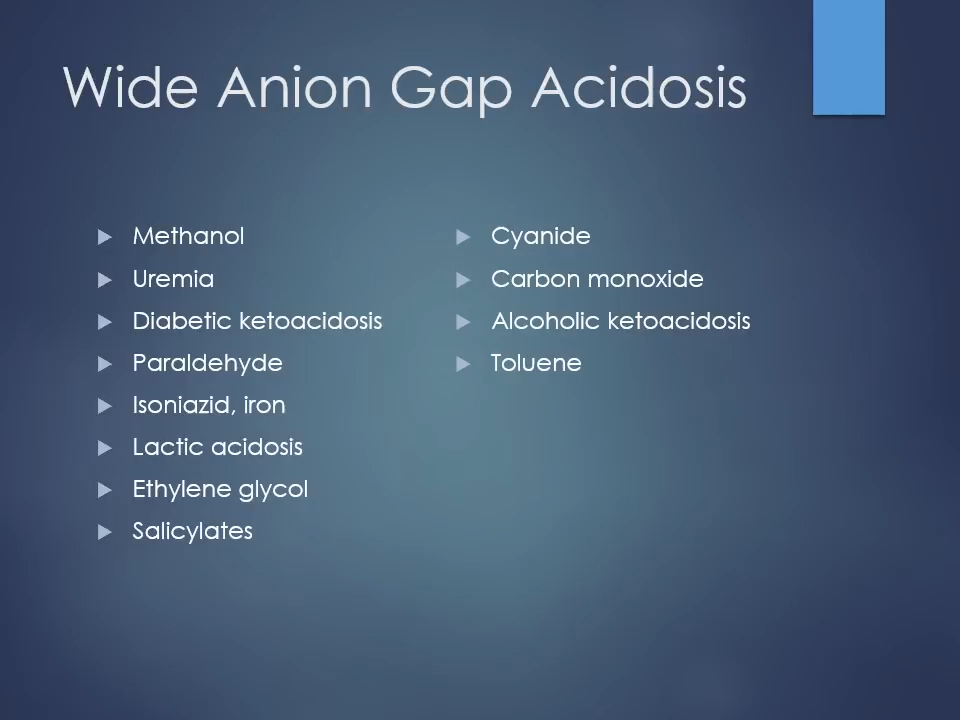 Wide Anion Gap Acidosis
Methanol
Uremia
Diabetic ketoacidosis
Paraldehyde
Isoniazid, iron
Lactic acidosis
Ethylene glycol
Salicylates
Cyanide
Carbon monoxide
Alcoholic ketoacidosis
Toluene